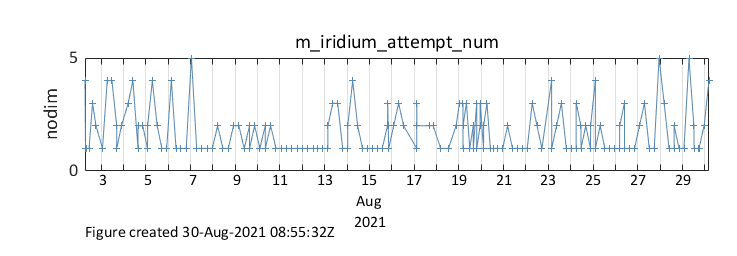 m_iridium_attempt_num
nodim
5
0
3 5 7 9 11 13 15 17 19 21 23 25 27 29
Aug
2021
Figure created 30-Aug-2021 08:55:32Z